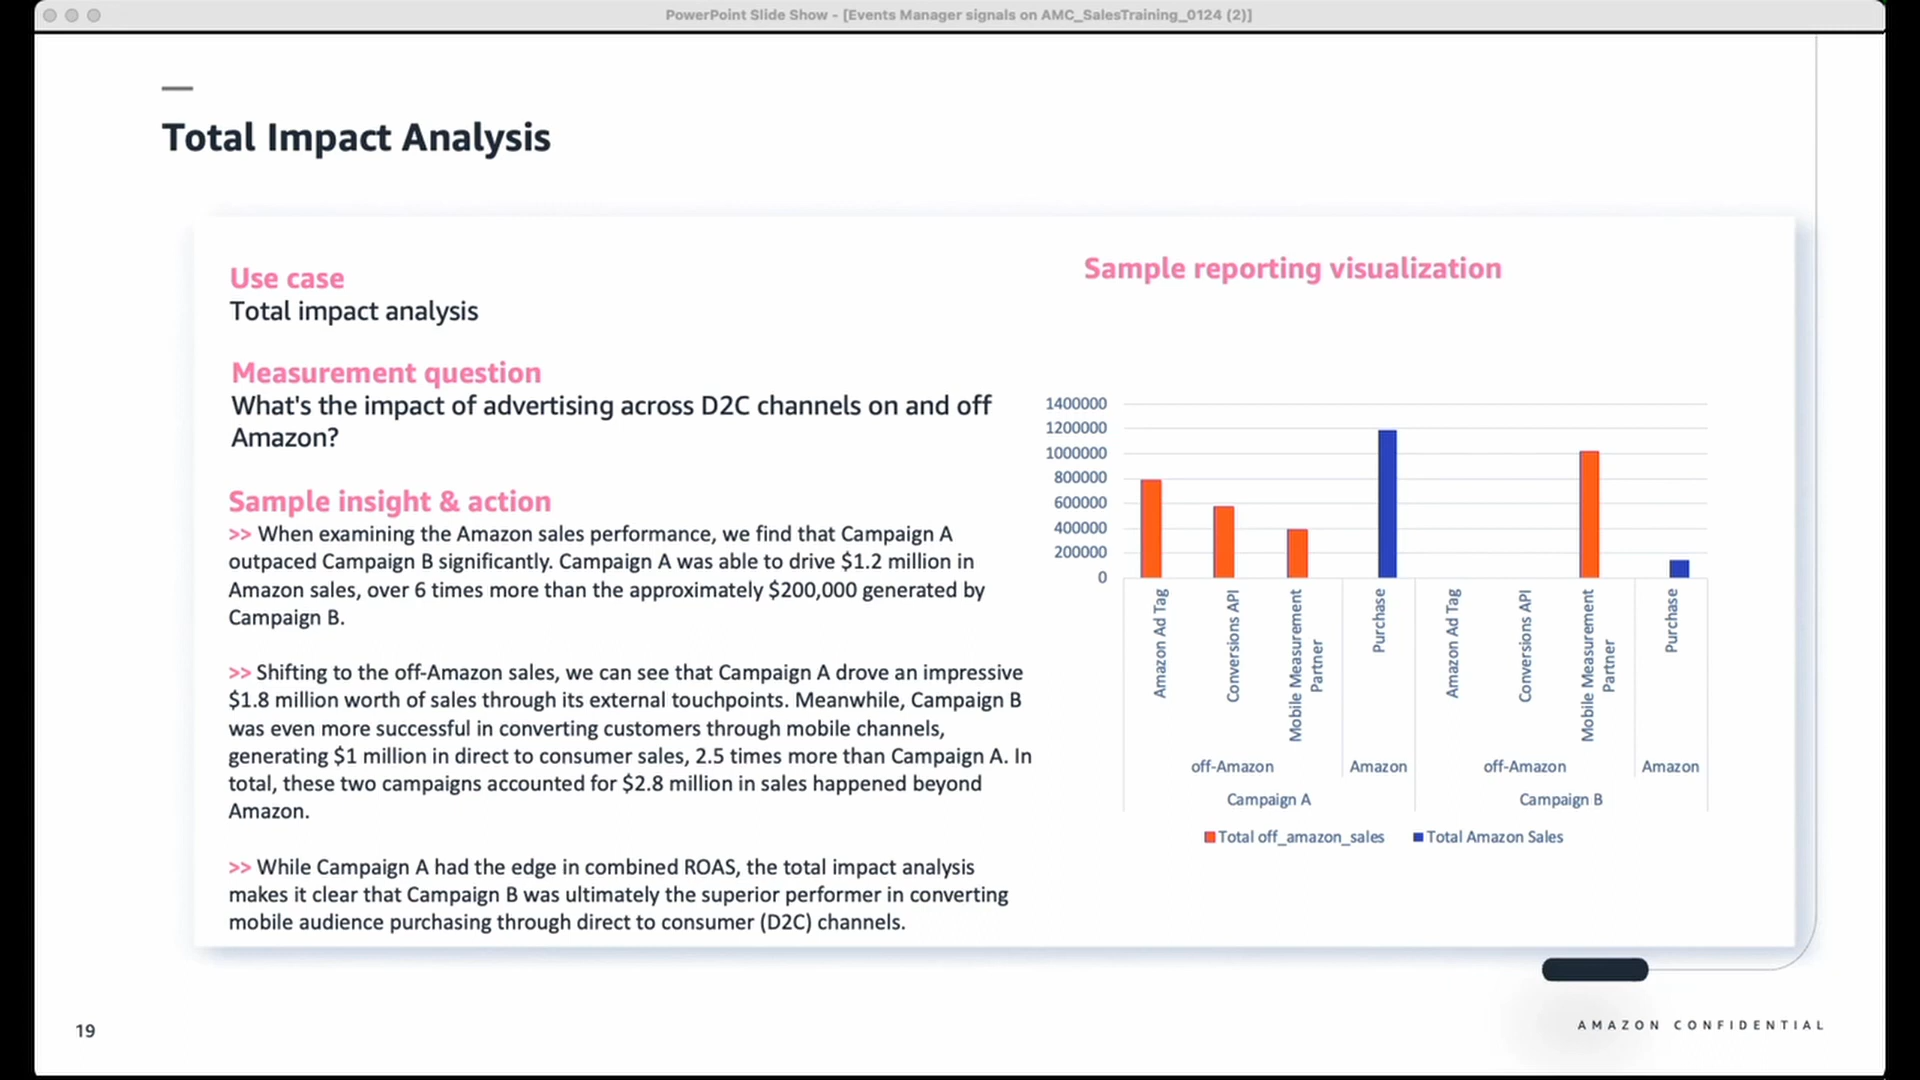 PowerPoint Slide Show - [Events Manager signals on AMC_SalesTraining_0124 (2)]
Total Impact Analysis
Use case
Total impact analysis
Measurement question
What's the impact of advertising across D2C channels on and off
Amazon?
Sample insight & action
>> When examining the Amazon sales performance, we find that Campaign A
outpaced Campaign B significantly. Campaign A was able to drive $1.2 million in
Amazon sales, over 6 times more than the approximately $200,000 generated by
Campaign B.
>> Shifting to the off-Amazon sales, we can see that Campaign A drove an impressive
$1.8 million worth of sales through its external touchpoints. Meanwhile, Campaign B
was even more successful in converting customers through mobile channels,
generating $1 million in direct to consumer sales, 2.5 times more than Campaign A. In
total, these two campaigns accounted for $2.8 million in sales happened beyond
Amazon.
>> While Campaign A had the edge in combined ROAS, the total impact analysis
makes it clear that Campaign B was ultimately the superior performer in converting
mobile audience purchasing through direct to consumer (D2C) channels.
Sample reporting visualization
1400000
1200000
1000000
800000
600000
400000
200000
0
Amazon Ad Tag
Conversions API
Mobile Measurement
Partner
Purchase
Amazon Ad Tag
Conversions API
Mobile Measurement
Partner
Purchase
off-Amazon
Amazon
off-Amazon
Amazon
Campaign A
Campaign B
Total off_amazon_sales
Total Amazon Sales
19
AMAZON CONFIDENTIAL